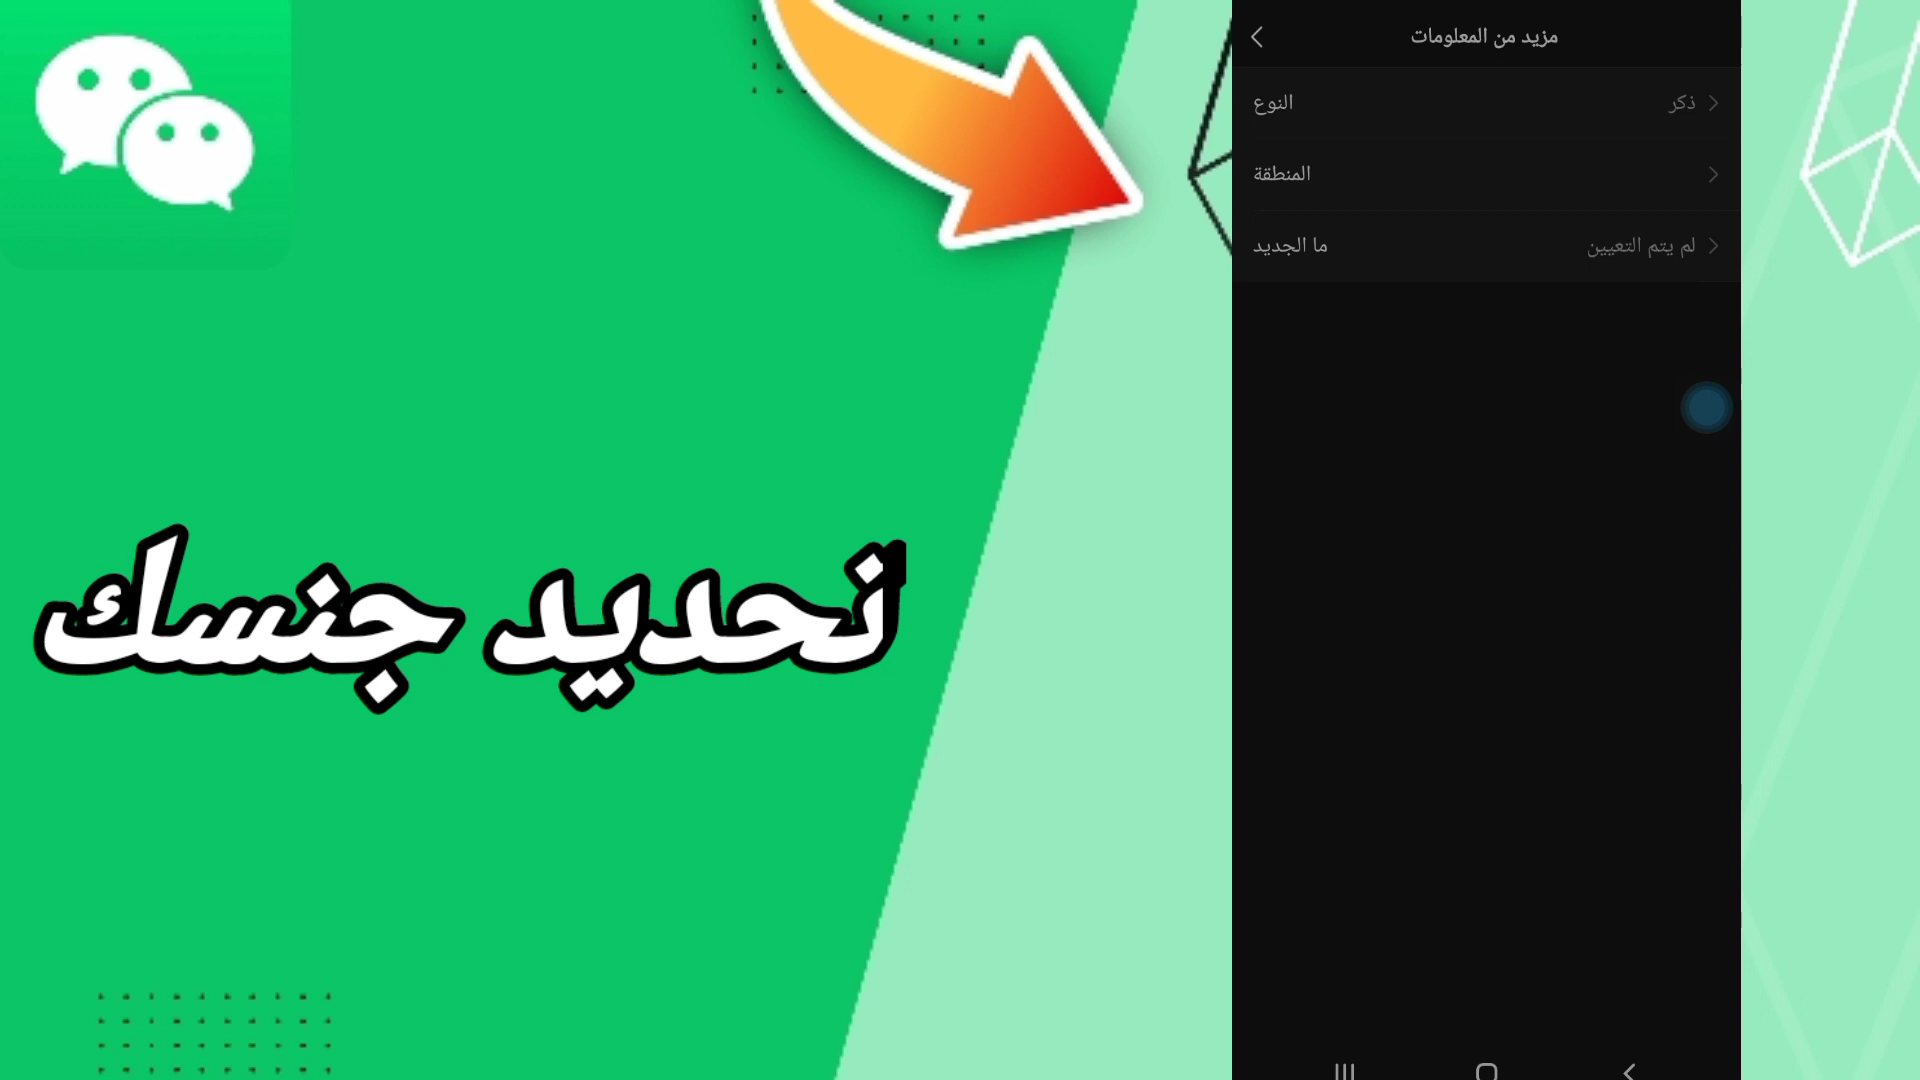 مزيد من المعلومات
النوع ذكر
المنطقة
ما الجديد لم يتم التعيين
تحديد جنسك